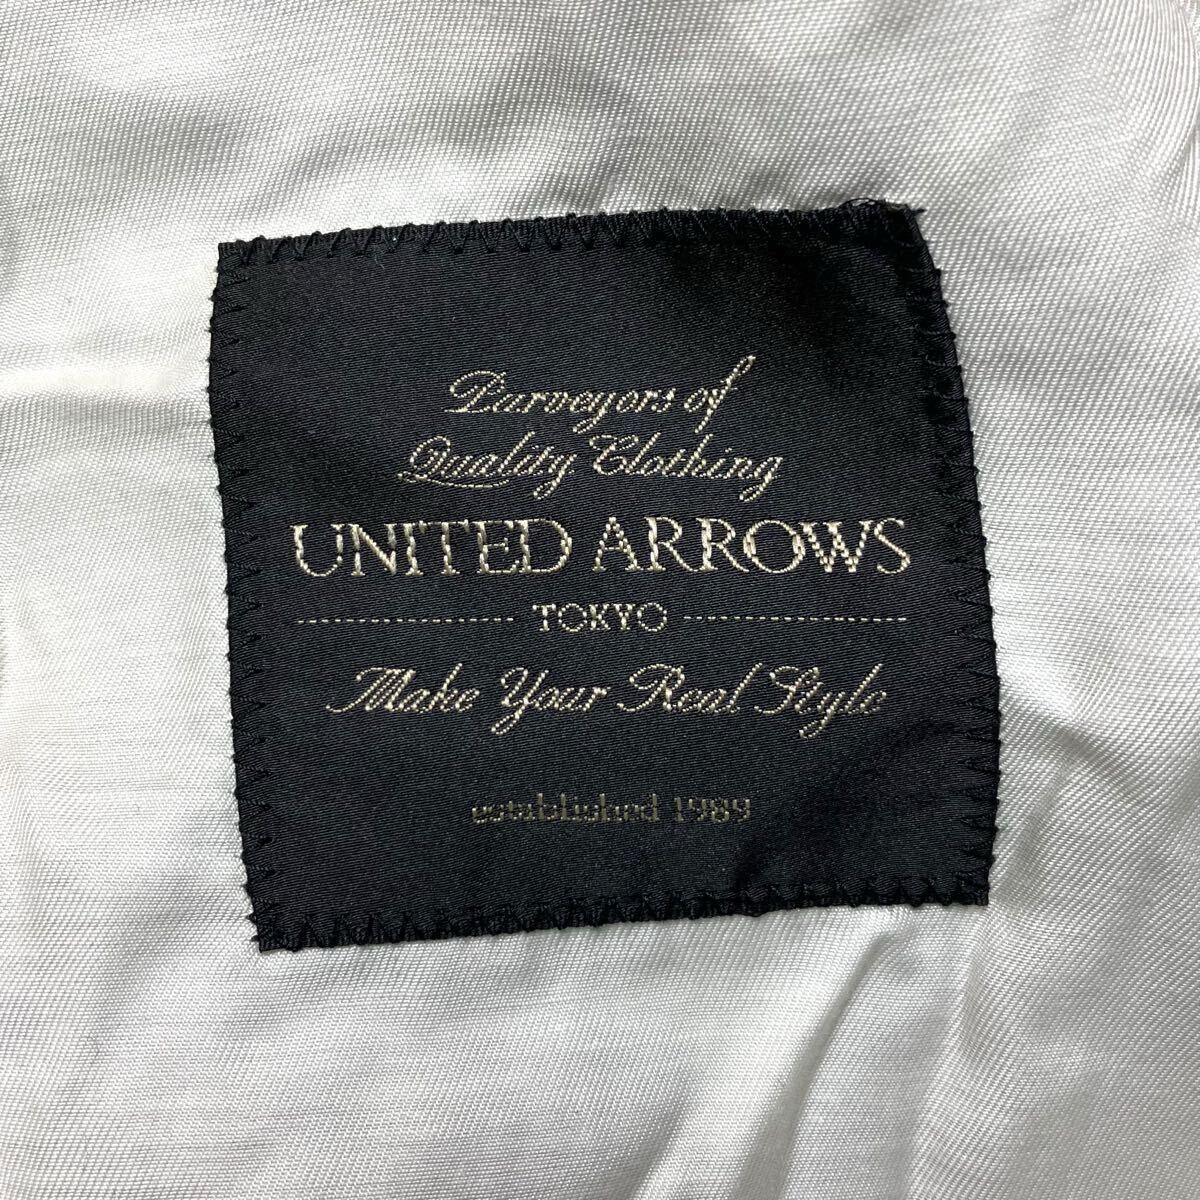 Purveyors of
Quality Clothing
UNITED ARROWS
TOKYO
Make Your Real Style
established 1989